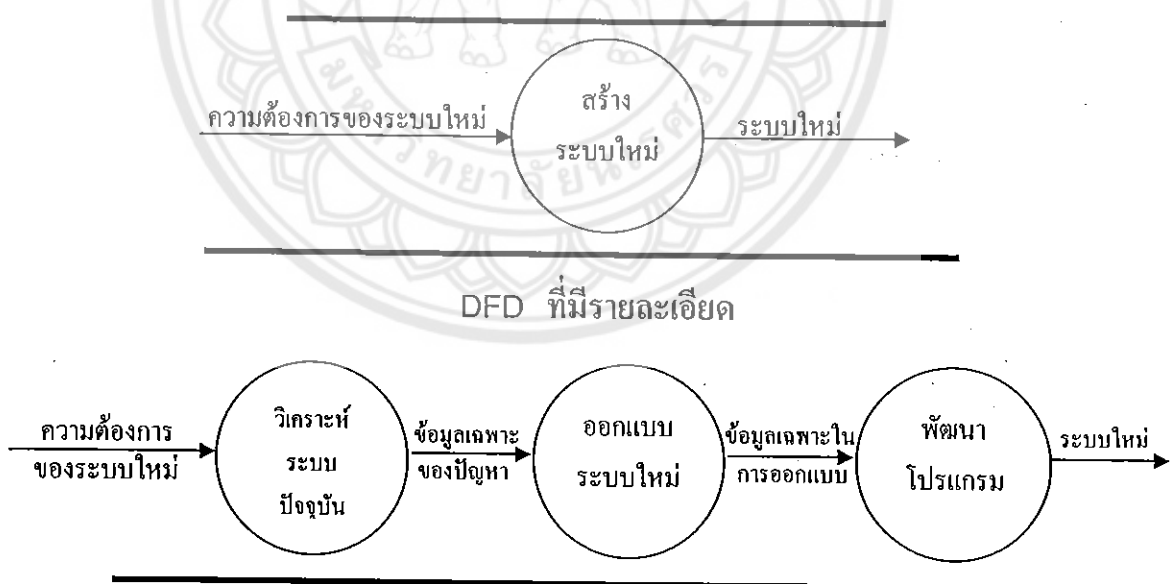 สร้าง
ความต้องการของระบบใหม่
ระบบใหม่
ระบบใหม่
DFD ที่มีรายละเอียด
ความต้องการ
ของระบบใหม่
วิเคราะห์
ระบบ
ปัจจุบัน
ข้อมูลเฉพาะ
ของปัญหา
ออกแบบ
ระบบใหม่
ข้อมูลเฉพาะใน
การออกแบบ
พัฒนา
โปรแกรม
ระบบใหม่